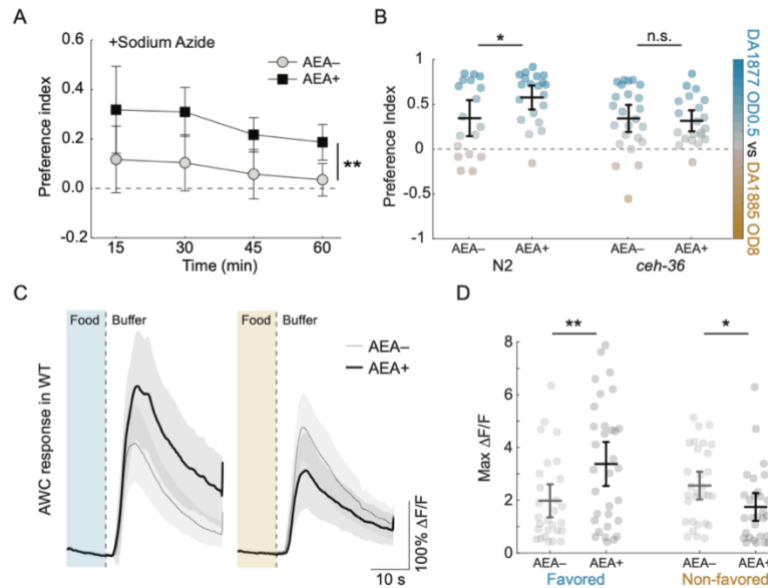 A
+Sodium Azide
AEA–
AEA+
Preference index
0.6
0.4
0.2
0.0
-0.2
**
15 30 45 60
Time (min)
B
* n.s.
Preference Index
1
0.5
0
-0.5
-1
AEA– AEA+ AEA– AEA+
N2 ceh-36
DA1877 OD0.5 vs DA1885 OD8
C
Food Buffer Food Buffer
AEA–
AEA+
AWC response in WT
100% ΔF/F
10 s
D
** *
Max ΔF/F
8
6
4
2
0
AEA– AEA+ AEA– AEA+
Favored Non-favored